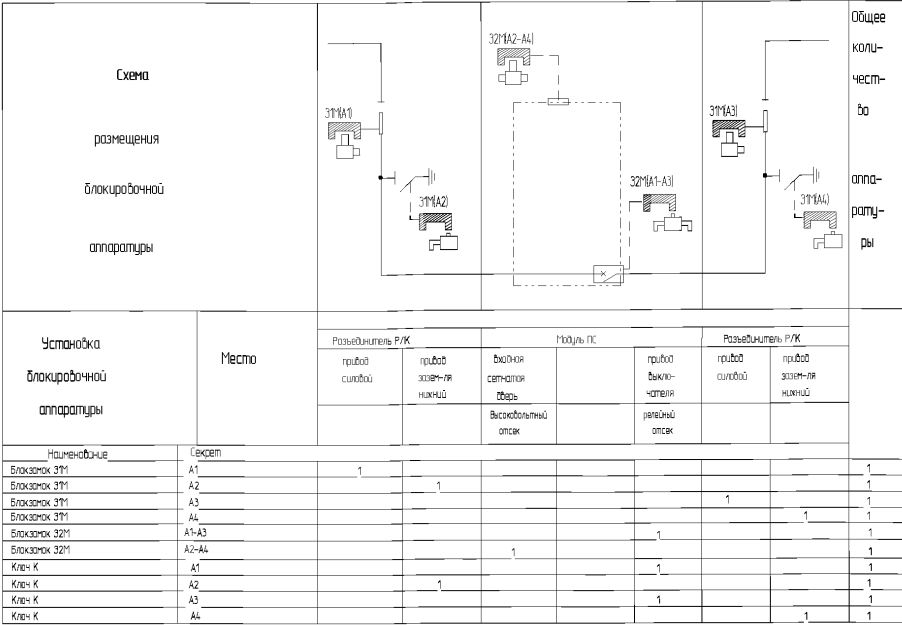 Схема
размещения
блокировочной
аппаратуры
31М(А1)
31М(А2)
32М(А2-А4)
32М(А1-А3)
31М(А3)
31М(А4)
Общее
коли-
чест-
во
аппа-
рату-
ры
Установка
блокировочной
аппаратуры
Место
Разъединитель Р/К
Модуль ПС
Разъединитель Р/К
привод
силовой
привод
зазем-ля
нижний
входная
сетчатая
дверь
привод
выклю-
чателя
привод
силовой
привод
зазем-ля
нижний
Высоковольтный
отсек
релейный
отсек
Наименование Секрет
Блокзамок 31М А1 1 1
Блокзамок 31М А2 1 1
Блокзамок 31М А3 1 1
Блокзамок 31М А4 1 1
Блокзамок 32М А1-А3 1 1
Блокзамок 32М А2-А4 1 1
Ключ К А1 1 1
Ключ К А2 1 1
Ключ К А3 1 1
Ключ К А4 1 1